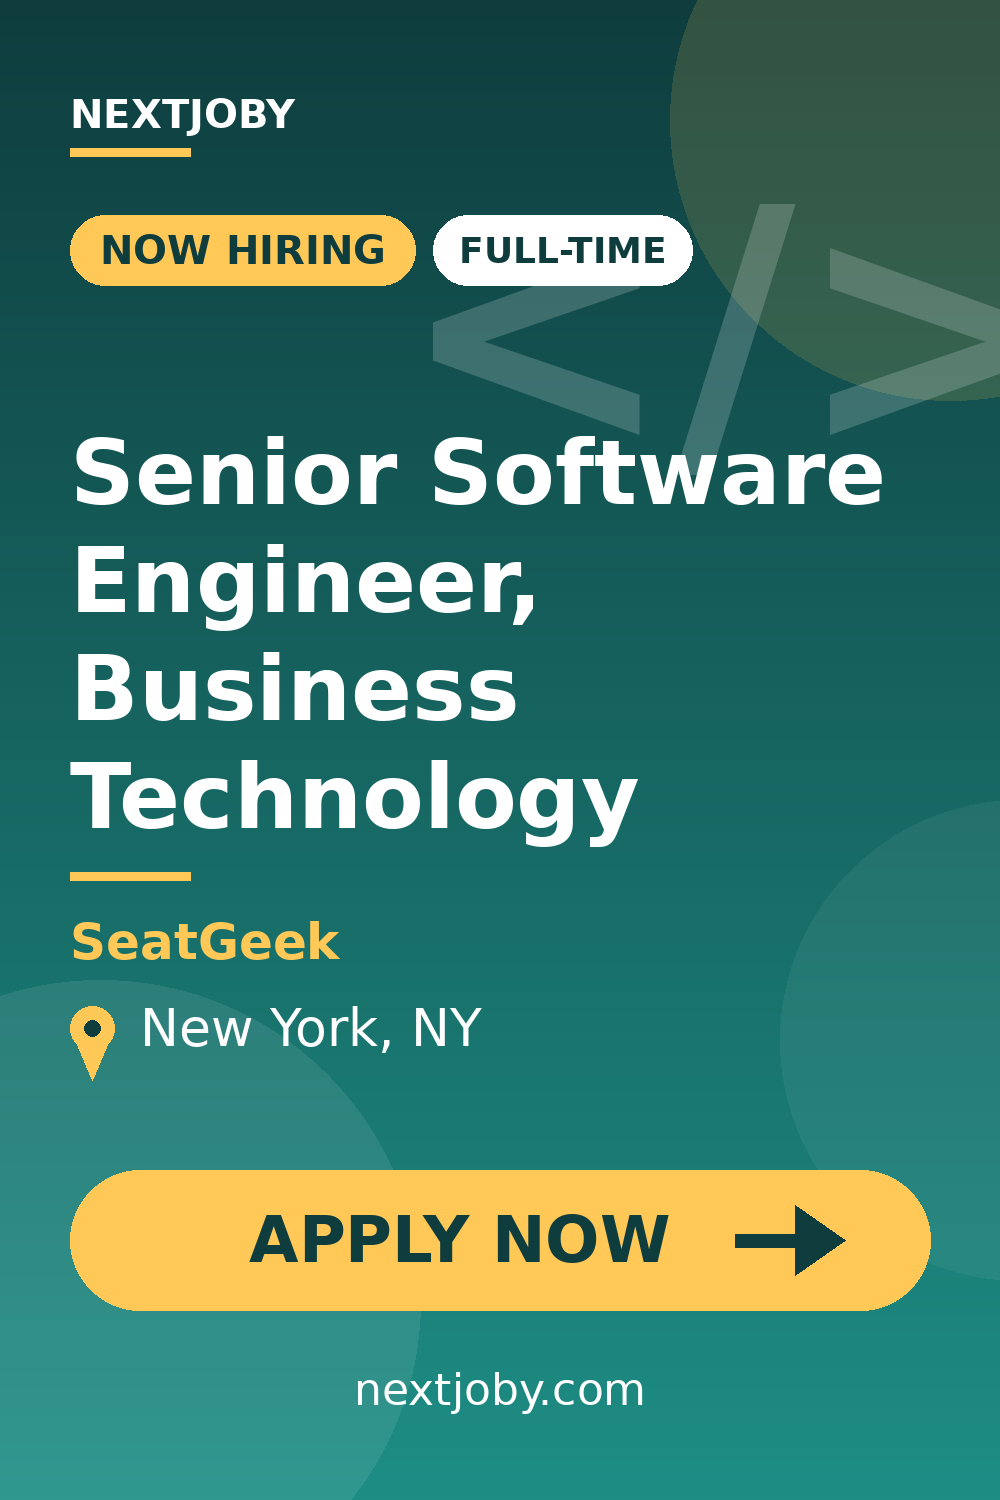 NEXTJOBY
NOW HIRING
FULL-TIME
</>
Senior Software
Engineer,
Business
Technology
SeatGeek
New York, NY
APPLY NOW
nextjoby.com